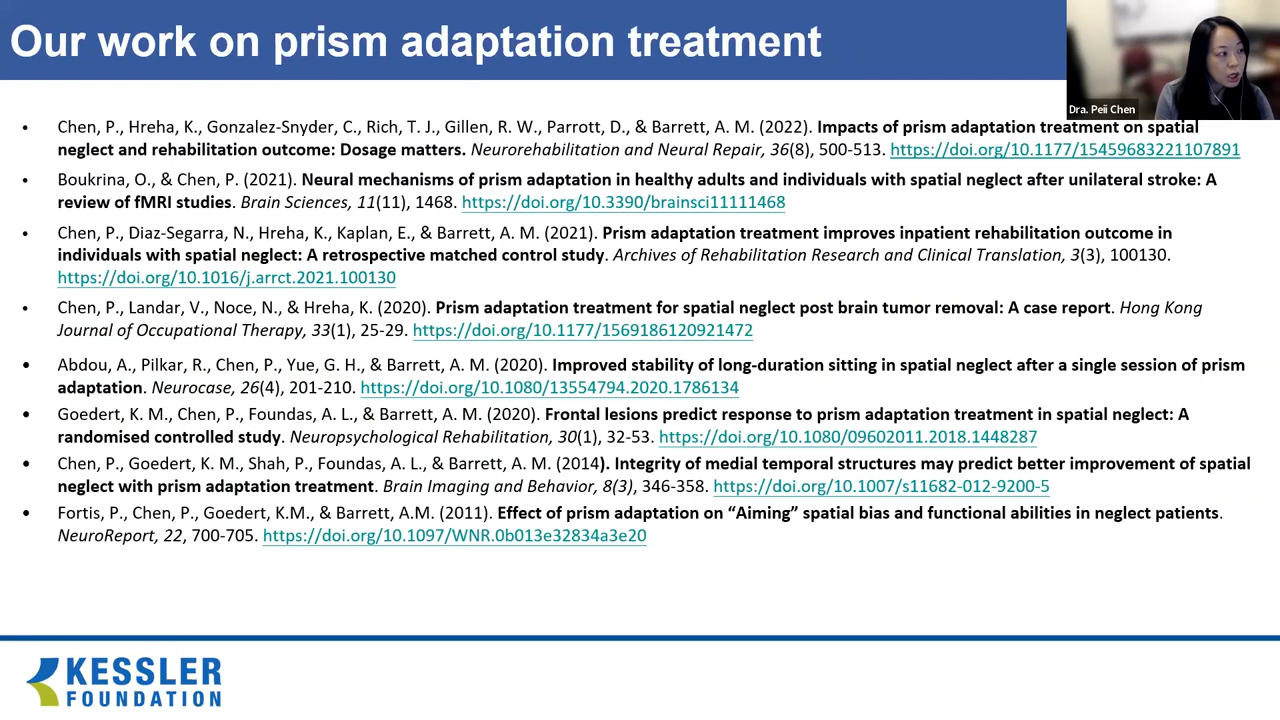 Our work on prism adaptation treatment
Dra. Peii Chen
• Chen, P., Hreha, K., Gonzalez-Snyder, C., Rich, T. J., Gillen, R. W., Parrott, D., & Barrett, A. M. (2022). Impacts of prism adaptation treatment on spatial
neglect and rehabilitation outcome: Dosage matters. Neurorehabilitation and Neural Repair, 36(8), 500-513. https://doi.org/10.1177/15459683221107891
• Boukrina, O., & Chen, P. (2021). Neural mechanisms of prism adaptation in healthy adults and individuals with spatial neglect after unilateral stroke: A
review of fMRI studies. Brain Sciences, 11(11), 1468. https://doi.org/10.3390/brainsci11111468
• Chen, P., Diaz-Segarra, N., Hreha, K., Kaplan, E., & Barrett, A. M. (2021). Prism adaptation treatment improves inpatient rehabilitation outcome in
individuals with spatial neglect: A retrospective matched control study. Archives of Rehabilitation Research and Clinical Translation, 3(3), 100130.
https://doi.org/10.1016/j.arrct.2021.100130
• Chen, P., Landar, V., Noce, N., & Hreha, K. (2020). Prism adaptation treatment for spatial neglect post brain tumor removal: A case report. Hong Kong
Journal of Occupational Therapy, 33(1), 25-29. https://doi.org/10.1177/1569186120921472
• Abdou, A., Pilkar, R., Chen, P., Yue, G. H., & Barrett, A. M. (2020). Improved stability of long-duration sitting in spatial neglect after a single session of prism
adaptation. Neurocase, 26(4), 201-210. https://doi.org/10.1080/13554794.2020.1786134
• Goedert, K. M., Chen, P., Foundas, A. L., & Barrett, A. M. (2020). Frontal lesions predict response to prism adaptation treatment in spatial neglect: A
randomised controlled study. Neuropsychological Rehabilitation, 30(1), 32-53. https://doi.org/10.1080/09602011.2018.1448287
• Chen, P., Goedert, K. M., Shah, P., Foundas, A. L., & Barrett, A. M. (2014). Integrity of medial temporal structures may predict better improvement of spatial
neglect with prism adaptation treatment. Brain Imaging and Behavior, 8(3), 346-358. https://doi.org/10.1007/s11682-012-9200-5
• Fortis, P., Chen, P., Goedert, K.M., & Barrett, A.M. (2011). Effect of prism adaptation on “Aiming” spatial bias and functional abilities in neglect patients.
NeuroReport, 22, 700-705. https://doi.org/10.1097/WNR.0b013e32834a3e20
KESSLER
FOUNDATION